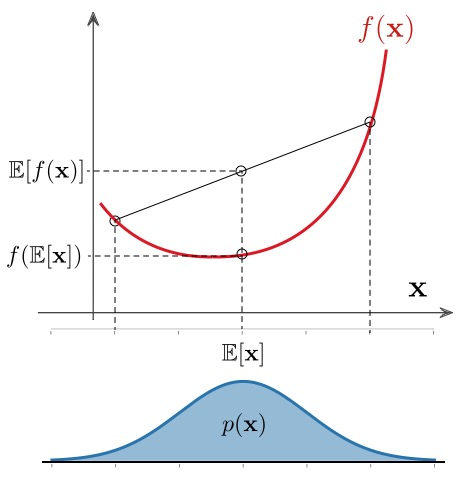 f(𝐱)
𝔼[f(𝐱)]
f(𝔼[𝐱])
𝐱
𝔼[𝐱]
p(𝐱)